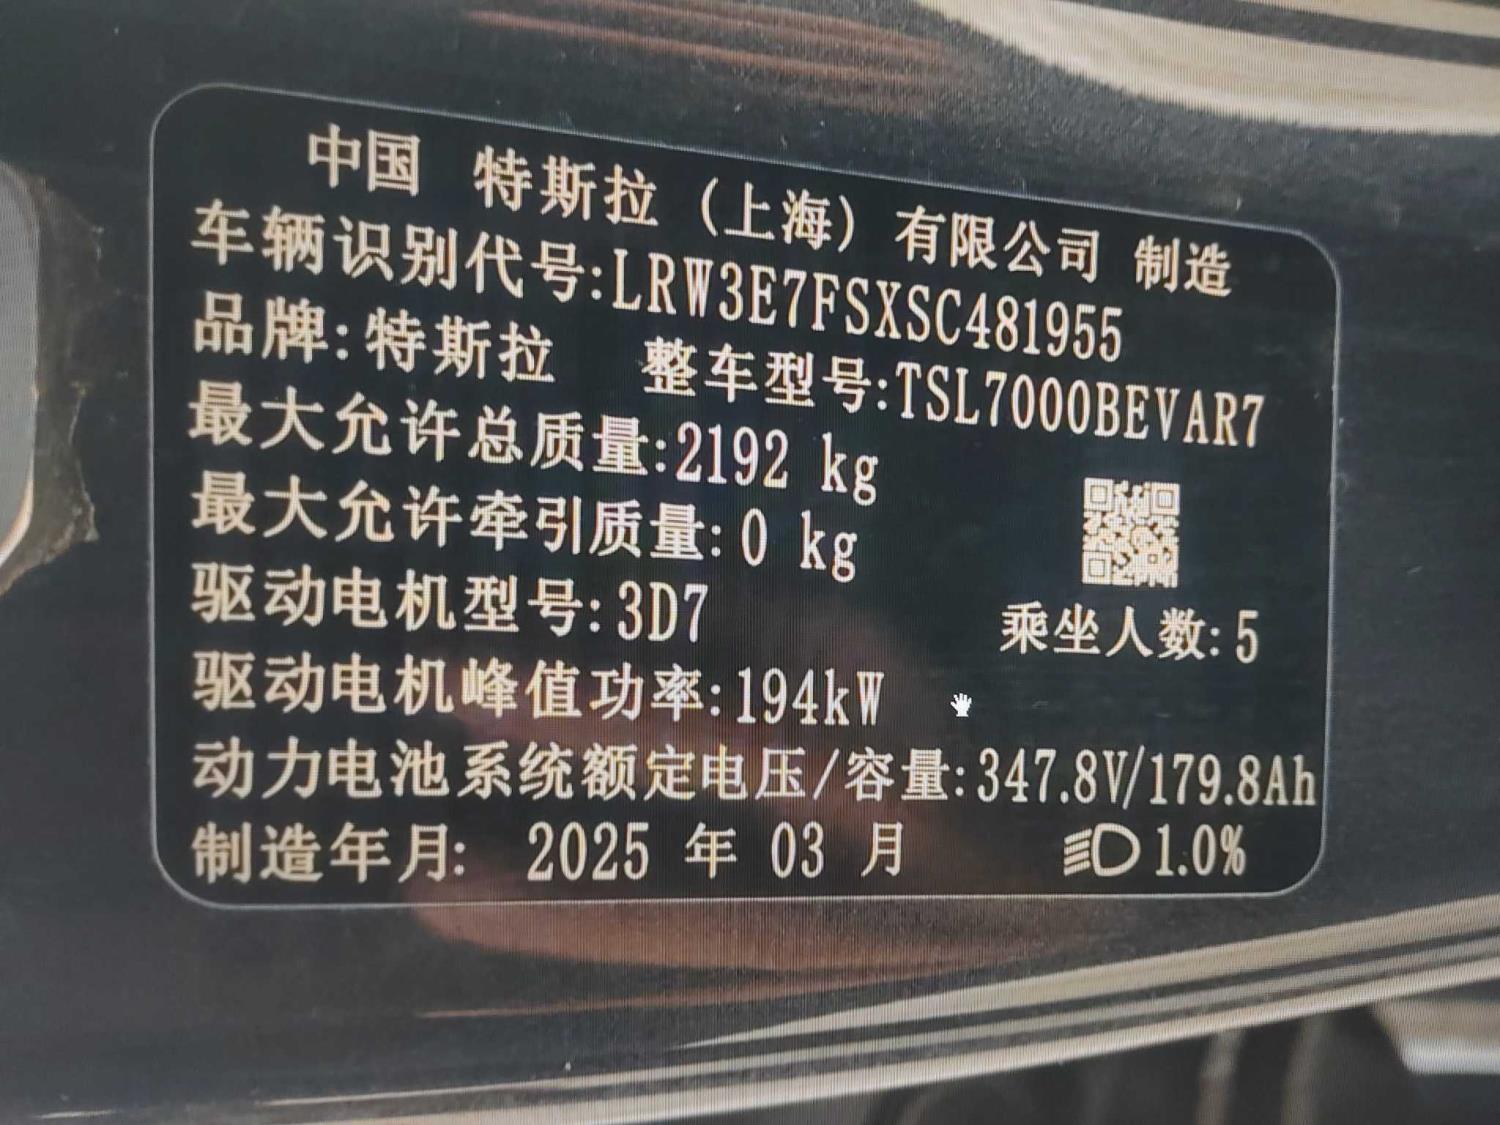 中国 特斯拉（上海）有限公司 制造
车辆识别代号:LRW3E7FSXSC481955
品牌:特斯拉 整车型号:TSL7000BEVAR7
最大允许总质量:2192 kg
最大允许牵引质量:0 kg
驱动电机型号:3D7
乘坐人数:5
驱动电机峰值功率:194kW
动力电池系统额定电压/容量:347.8V/179.8Ah
制造年月: 2025 年 03 月
1.0%